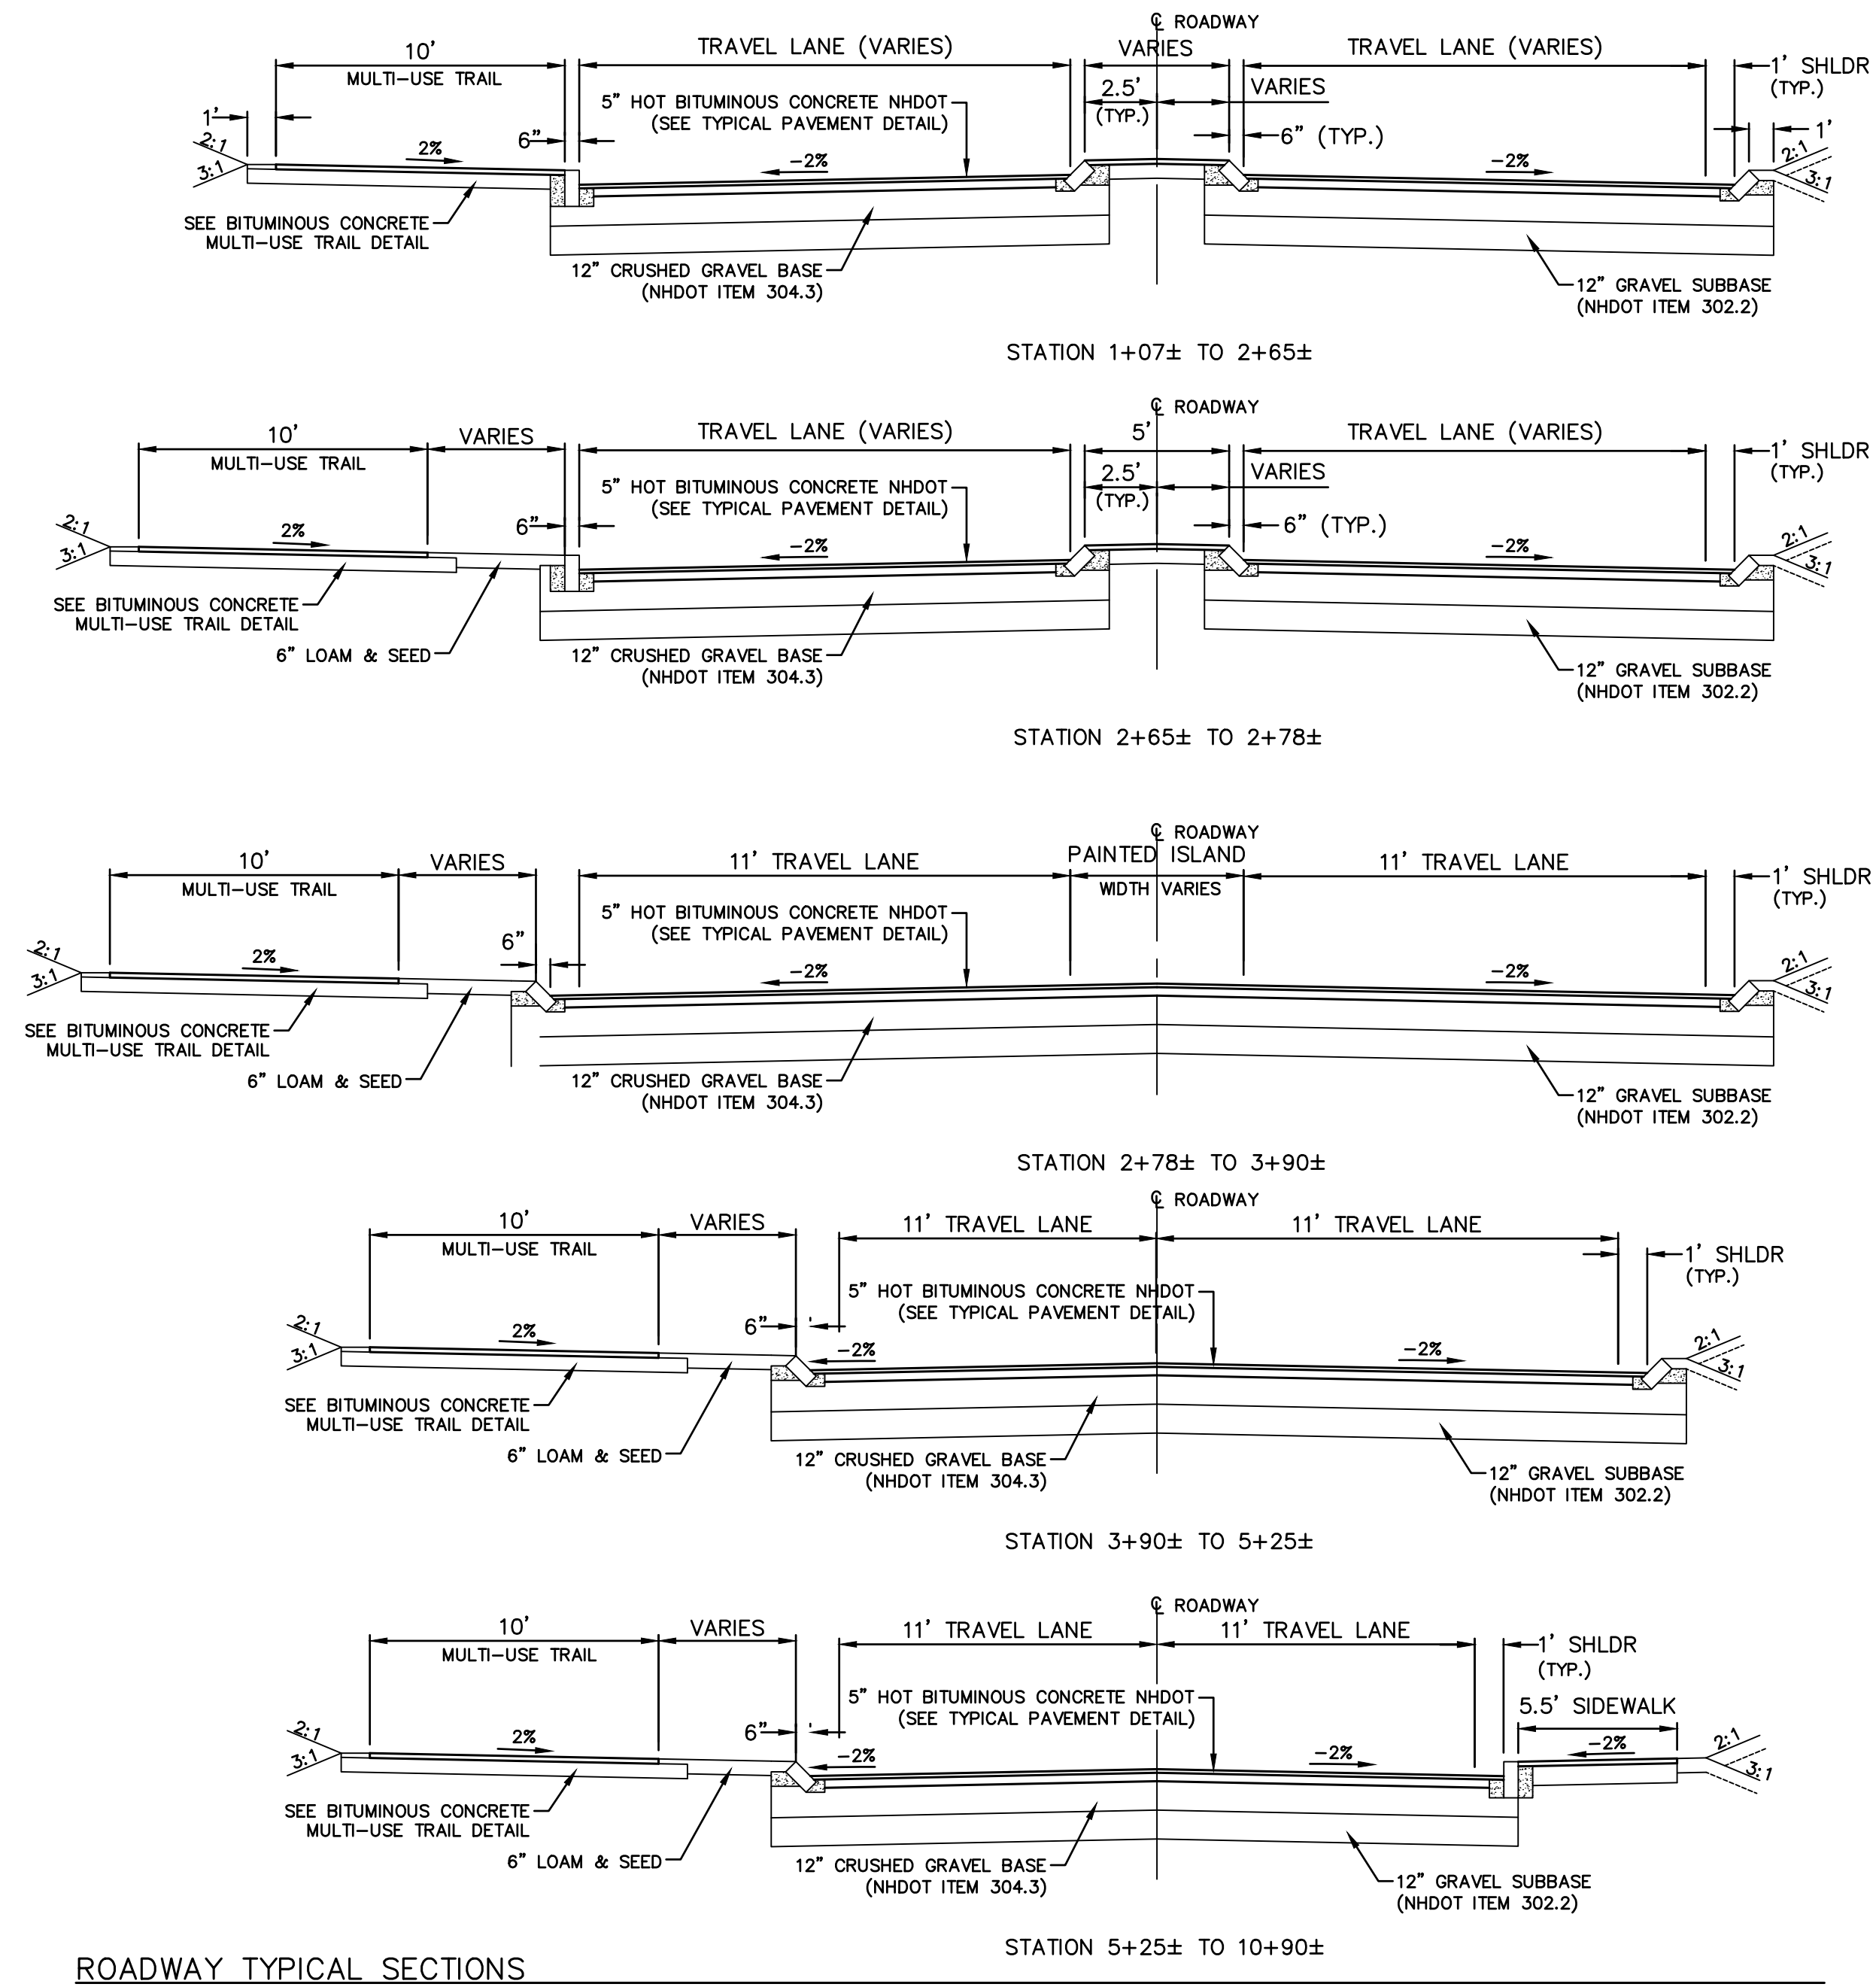 ℄ ROADWAY
10'
MULTI-USE TRAIL
TRAVEL LANE (VARIES)
VARIES
TRAVEL LANE (VARIES)
1' SHLDR
(TYP.)
2.5'
(TYP.)
VARIES
5" HOT BITUMINOUS CONCRETE NHDOT
(SEE TYPICAL PAVEMENT DETAIL)
1'
6"
6" (TYP.)
1'
2:1
3:1
2%
-2%
-2%
2:1
3:1
SEE BITUMINOUS CONCRETE
MULTI-USE TRAIL DETAIL
12" CRUSHED GRAVEL BASE
(NHDOT ITEM 304.3)
12" GRAVEL SUBBASE
(NHDOT ITEM 302.2)
STATION 1+07± TO 2+65±
℄ ROADWAY
10'
MULTI-USE TRAIL
VARIES
TRAVEL LANE (VARIES)
5'
TRAVEL LANE (VARIES)
1' SHLDR
(TYP.)
2.5'
(TYP.)
VARIES
5" HOT BITUMINOUS CONCRETE NHDOT
(SEE TYPICAL PAVEMENT DETAIL)
6"
6" (TYP.)
2:1
3:1
2%
-2%
-2%
2:1
3:1
SEE BITUMINOUS CONCRETE
MULTI-USE TRAIL DETAIL
6" LOAM & SEED
12" CRUSHED GRAVEL BASE
(NHDOT ITEM 304.3)
12" GRAVEL SUBBASE
(NHDOT ITEM 302.2)
STATION 2+65± TO 2+78±
℄ ROADWAY
10'
MULTI-USE TRAIL
VARIES
11' TRAVEL LANE
PAINTED ISLAND
WIDTH VARIES
11' TRAVEL LANE
1' SHLDR
(TYP.)
5" HOT BITUMINOUS CONCRETE NHDOT
(SEE TYPICAL PAVEMENT DETAIL)
6"
2:1
3:1
2%
-2%
-2%
2:1
3:1
SEE BITUMINOUS CONCRETE
MULTI-USE TRAIL DETAIL
6" LOAM & SEED
12" CRUSHED GRAVEL BASE
(NHDOT ITEM 304.3)
12" GRAVEL SUBBASE
(NHDOT ITEM 302.2)
STATION 2+78± TO 3+90±
℄ ROADWAY
10'
MULTI-USE TRAIL
VARIES
11' TRAVEL LANE
11' TRAVEL LANE
1' SHLDR
(TYP.)
5" HOT BITUMINOUS CONCRETE NHDOT
(SEE TYPICAL PAVEMENT DETAIL)
6"
'
2:1
3:1
2%
-2%
-2%
2:1
3:1
SEE BITUMINOUS CONCRETE
MULTI-USE TRAIL DETAIL
6" LOAM & SEED
12" CRUSHED GRAVEL BASE
(NHDOT ITEM 304.3)
12" GRAVEL SUBBASE
(NHDOT ITEM 302.2)
STATION 3+90± TO 5+25±
℄ ROADWAY
10'
MULTI-USE TRAIL
VARIES
11' TRAVEL LANE
11' TRAVEL LANE
1' SHLDR
(TYP.)
5.5' SIDEWALK
5" HOT BITUMINOUS CONCRETE NHDOT
(SEE TYPICAL PAVEMENT DETAIL)
6"
'
2:1
3:1
2%
-2%
-2%
-2%
2:1
3:1
SEE BITUMINOUS CONCRETE
MULTI-USE TRAIL DETAIL
6" LOAM & SEED
12" CRUSHED GRAVEL BASE
(NHDOT ITEM 304.3)
12" GRAVEL SUBBASE
(NHDOT ITEM 302.2)
STATION 5+25± TO 10+90±
ROADWAY TYPICAL SECTIONS